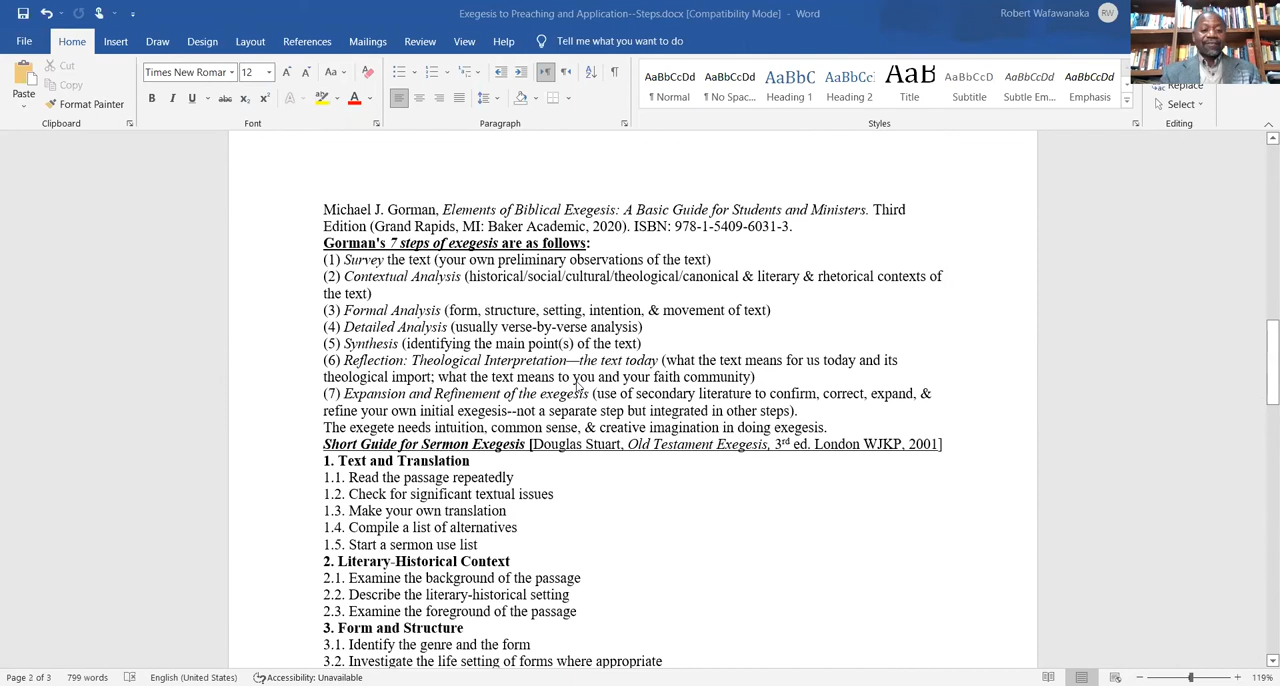 Exegesis to Preaching and Application--Steps.docx [Compatibility Mode] - Word
Robert Wafawanaka RW
File Home Insert Draw Design Layout References Mailings Review View Help Tell me what you want to do
Paste
Cut
Copy
Format Painter
Times New Romar 12 A A Aa A
B I U abc x₂ x² A A
AaBbCcDd AaBbCcDd AaBbC AaBbCc AaB AaBbCcD AaBbCcDd AaBbCcDd
¶ Normal ¶ No Spac... Heading 1 Heading 2 Title Subtitle Subtle Em... Emphasis
Replace
Select
Clipboard Font Paragraph Styles Editing
Michael J. Gorman, Elements of Biblical Exegesis: A Basic Guide for Students and Ministers. Third
Edition (Grand Rapids, MI: Baker Academic, 2020). ISBN: 978-1-5409-6031-3.
Gorman's 7 steps of exegesis are as follows:
(1) Survey the text (your own preliminary observations of the text)
(2) Contextual Analysis (historical/social/cultural/theological/canonical & literary & rhetorical contexts of
the text)
(3) Formal Analysis (form, structure, setting, intention, & movement of text)
(4) Detailed Analysis (usually verse-by-verse analysis)
(5) Synthesis (identifying the main point(s) of the text)
(6) Reflection: Theological Interpretation—the text today (what the text means for us today and its
theological import; what the text means to you and your faith community)
(7) Expansion and Refinement of the exegesis (use of secondary literature to confirm, correct, expand, &
refine your own initial exegesis--not a separate step but integrated in other steps).
The exegete needs intuition, common sense, & creative imagination in doing exegesis.
Short Guide for Sermon Exegesis [Douglas Stuart, Old Testament Exegesis, 3rd ed. London WJKP, 2001]
1. Text and Translation
1.1. Read the passage repeatedly
1.2. Check for significant textual issues
1.3. Make your own translation
1.4. Compile a list of alternatives
1.5. Start a sermon use list
2. Literary-Historical Context
2.1. Examine the background of the passage
2.2. Describe the literary-historical setting
2.3. Examine the foreground of the passage
3. Form and Structure
3.1. Identify the genre and the form
3.2. Investigate the life setting of forms where appropriate
Page 2 of 3 799 words English (United States) Accessibility: Unavailable 119%